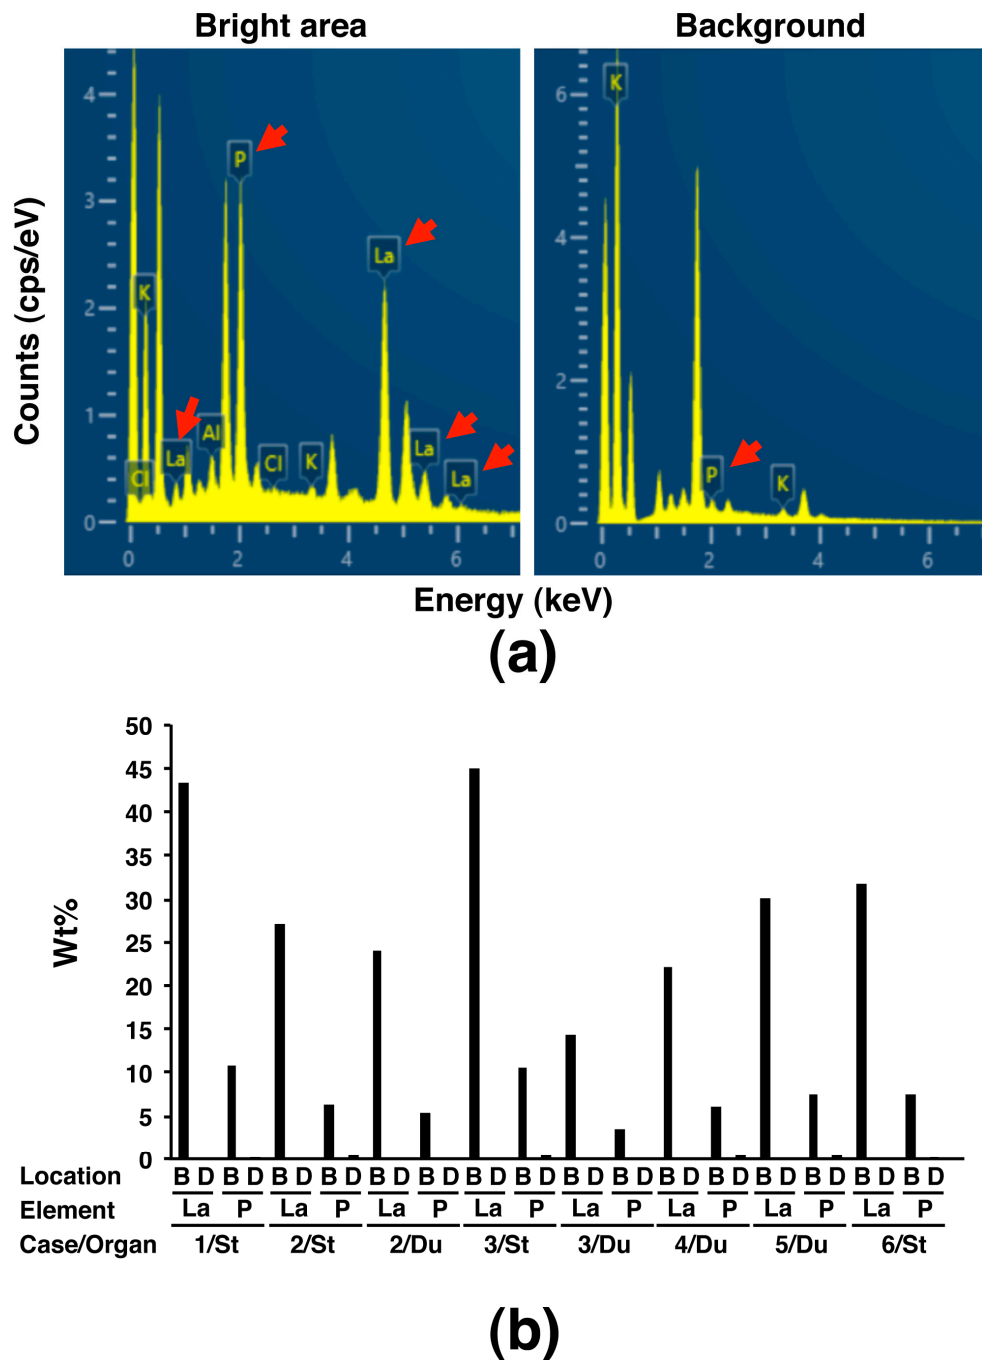 Bright area
Background
Counts (cps/eV)
4
3
2
1
0
P
La
K
La
Al
Cl
Cl
K
La
La
0 2 4 6
6
4
2
0
K
P
K
0 2 4 6
Energy (keV)
(a)
Wt%
50
45
40
35
30
25
20
15
10
5
0
Location B D B D B D B D B D B D B D B D B D B D B D B D B D B D B D B D
Element La P La P La P La P La P La P La P La P
Case/Organ 1/St 2/St 2/Du 3/St 3/Du 4/Du 5/Du 6/St
(b)